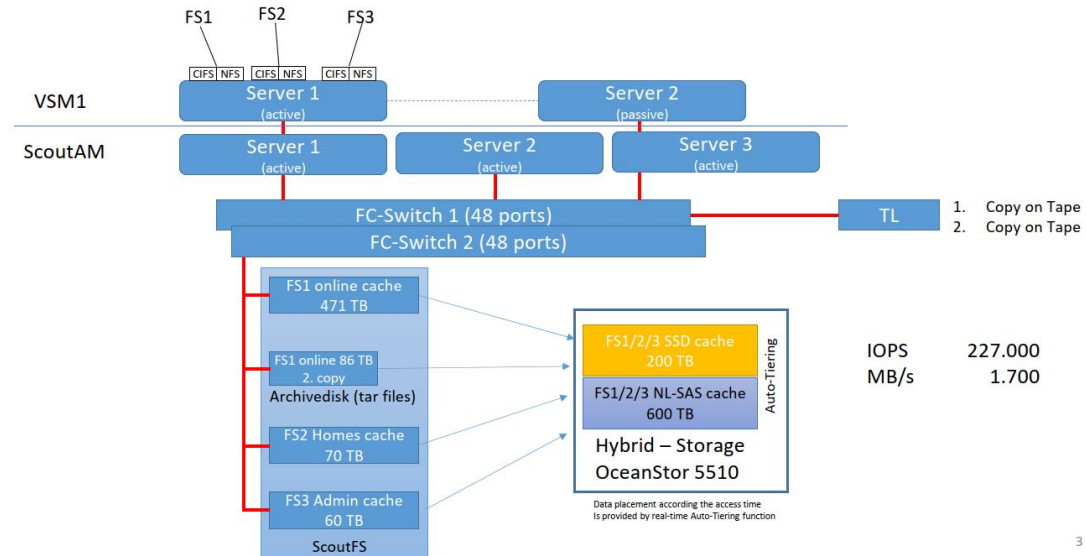 FS1
FS2
FS3
CIFS NFS
CIFS NFS
CIFS NFS
VSM1
Server 1
(active)
Server 2
(passive)
ScoutAM
Server 1
(active)
Server 2
(active)
Server 3
(active)
FC-Switch 1 (48 ports)
FC-Switch 2 (48 ports)
TL
1. Copy on Tape
2. Copy on Tape
FS1 online cache
471 TB
FS1 online 86 TB
2. copy
Archivedisk (tar files)
FS2 Homes cache
70 TB
FS3 Admin cache
60 TB
ScoutFS
FS1/2/3 SSD cache
200 TB
FS1/2/3 NL-SAS cache
600 TB
Auto-Tiering
Hybrid – Storage
OceanStor 5510
Data placement according the access time
Is provided by real-time Auto-Tiering function
IOPS 227.000
MB/s 1.700
3